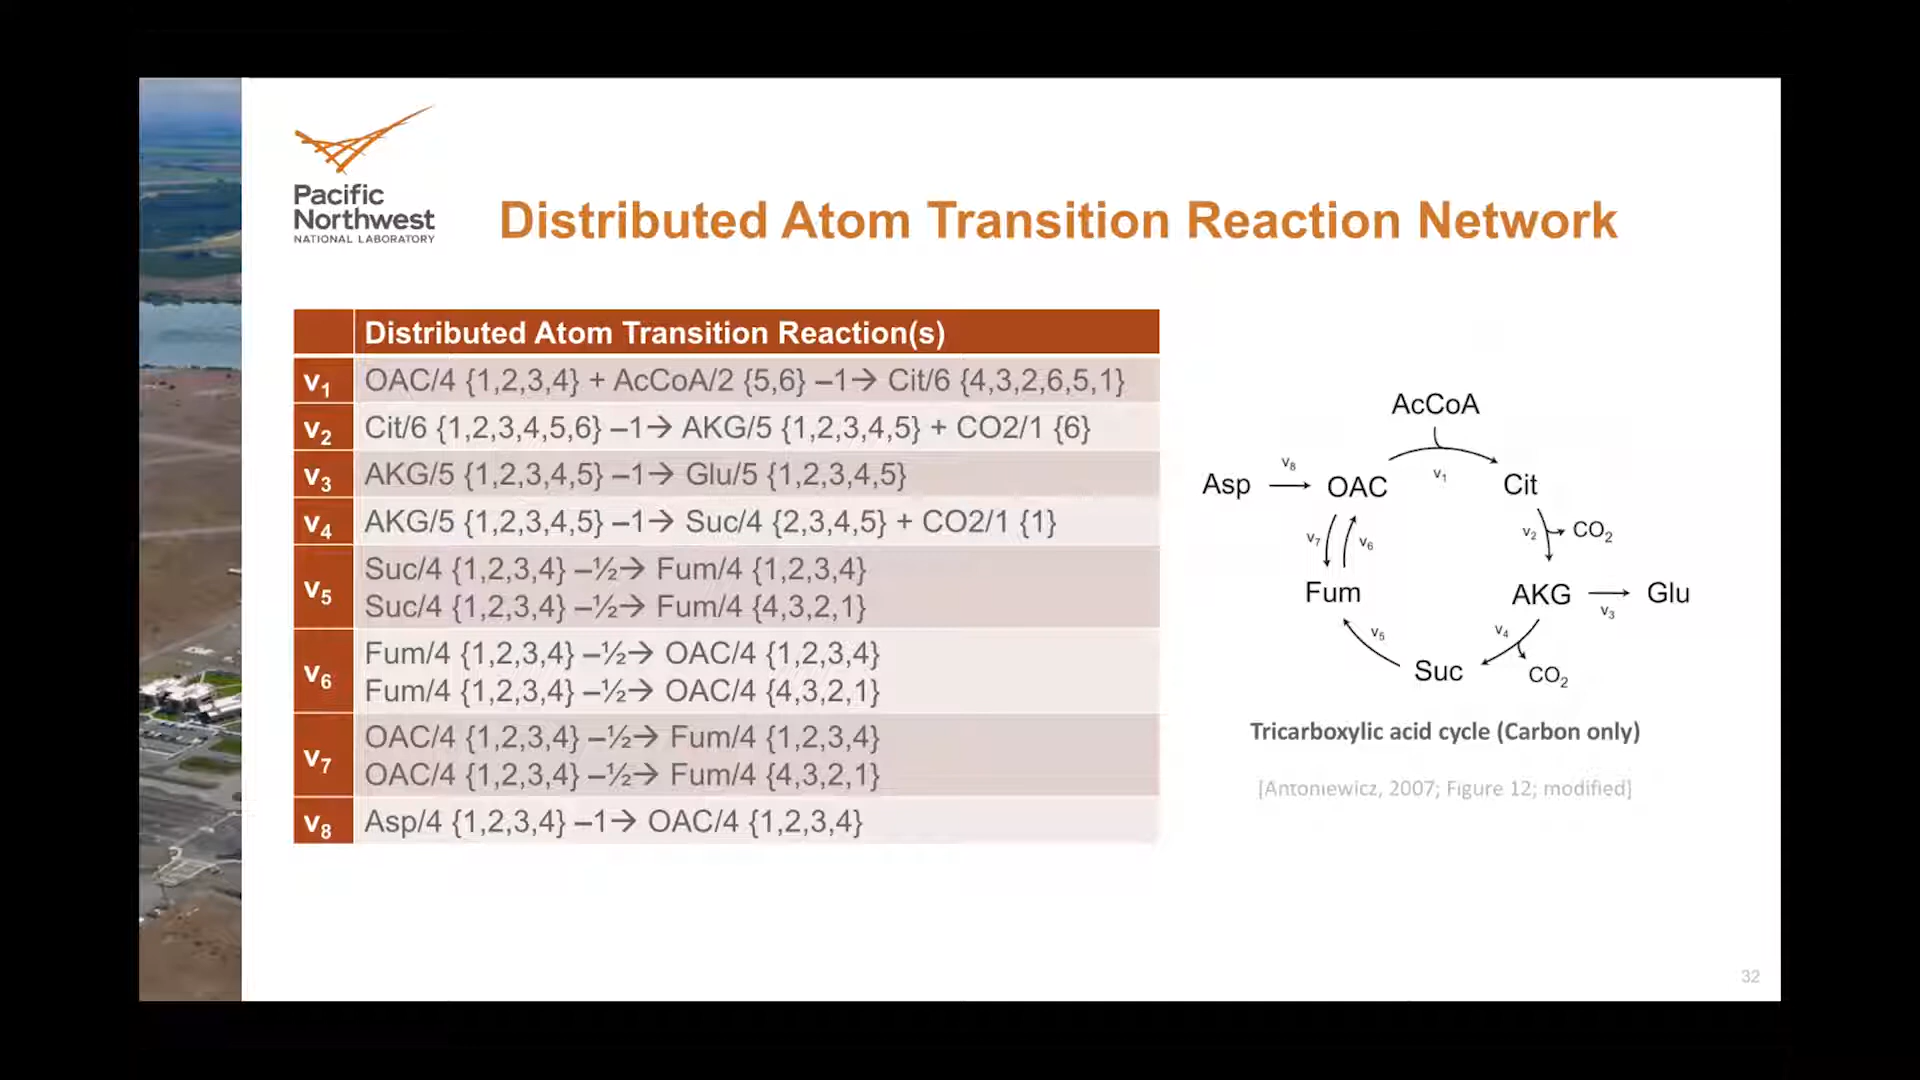 Pacific
Northwest
NATIONAL LABORATORY
Distributed Atom Transition Reaction Network
Distributed Atom Transition Reaction(s)
v1 OAC/4 {1,2,3,4} + AcCoA/2 {5,6} –1→ Cit/6 {4,3,2,6,5,1}
v2 Cit/6 {1,2,3,4,5,6} –1→ AKG/5 {1,2,3,4,5} + CO2/1 {6}
v3 AKG/5 {1,2,3,4,5} –1→ Glu/5 {1,2,3,4,5}
v4 AKG/5 {1,2,3,4,5} –1→ Suc/4 {2,3,4,5} + CO2/1 {1}
v5
Suc/4 {1,2,3,4} –½→ Fum/4 {1,2,3,4}
Suc/4 {1,2,3,4} –½→ Fum/4 {4,3,2,1}
v6
Fum/4 {1,2,3,4} –½→ OAC/4 {1,2,3,4}
Fum/4 {1,2,3,4} –½→ OAC/4 {4,3,2,1}
v7
OAC/4 {1,2,3,4} –½→ Fum/4 {1,2,3,4}
OAC/4 {1,2,3,4} –½→ Fum/4 {4,3,2,1}
v8 Asp/4 {1,2,3,4} –1→ OAC/4 {1,2,3,4}
AcCoA
v8
v1
Asp
OAC
Cit
v7
v6
v2
CO2
Fum
AKG
Glu
v3
v5
v4
Suc
CO2
Tricarboxylic acid cycle (Carbon only)
[Antoniewicz, 2007; Figure 12; modified]
32